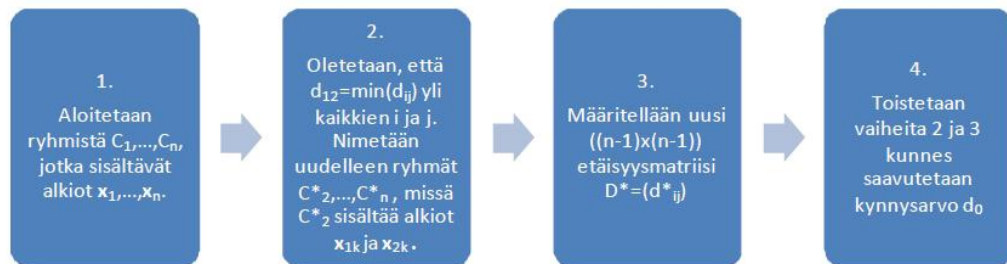 1.
Aloitetaan
ryhmistä C₁,...,Cₙ,
jotka sisältävät
alkiot x₁,...,xₙ.
2.
Oletetaan, että
d₁₂=min(dᵢⱼ) yli
kaikkien i ja j.
Nimetään
uudelleen ryhmät
C*₂,...,C*ₙ, missä
C*₂ sisältää alkiot
x₁ₖ ja x₂ₖ.
3.
Määritellään uusi
((n-1)x(n-1))
etäisyysmatriisi
D*=(d*ᵢⱼ)
4.
Toistetaan
vaiheita 2 ja 3
kunnes
saavutetaan
kynnysarvo d₀